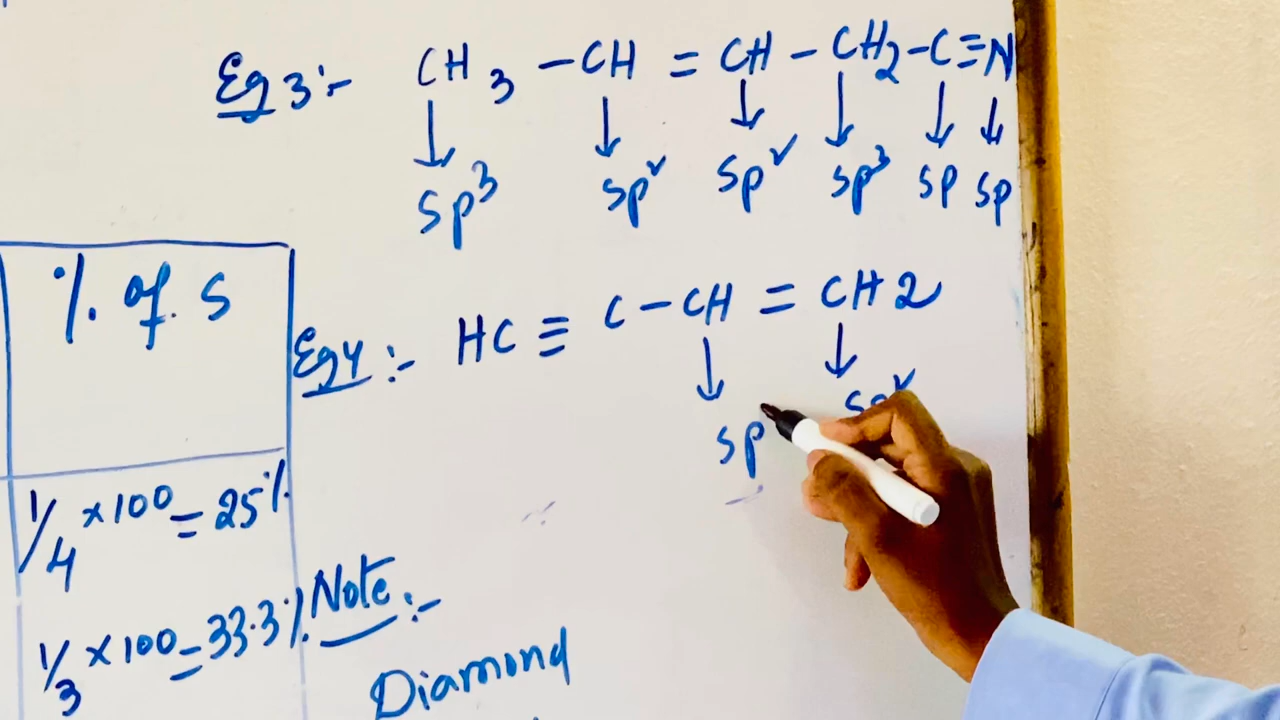 Eg 3:- CH3 - CH = CH - CH2 - C ≡ N
sp3 sp2 sp2 sp3 sp sp
% of S
Eg 4:- HC ≡ C - CH = CH2
sp sp2
1/4 × 100 = 25%
1/3 × 100 = 33.3%
Note:-
Diamond